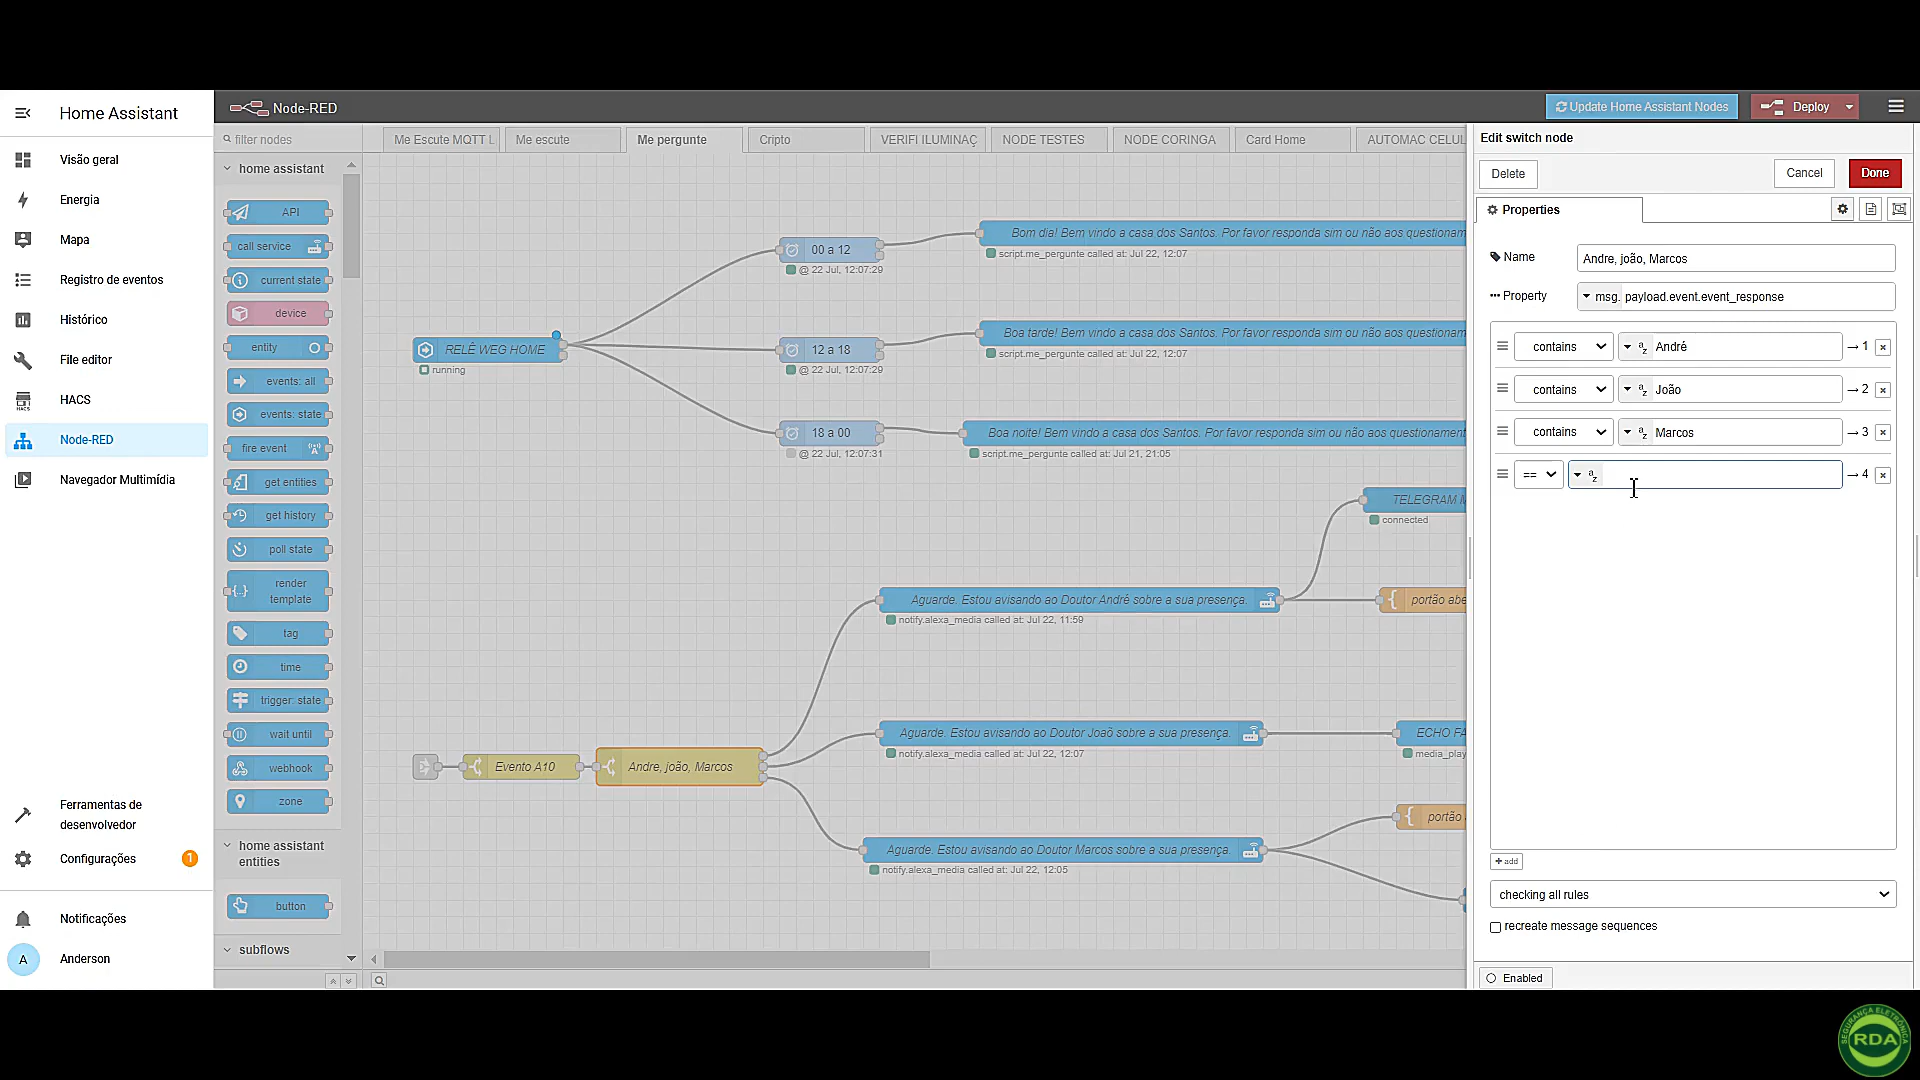 Home Assistant
Visão geral
Energia
Mapa
Registro de eventos
Histórico
File editor
HACS
HACS
Node-RED
Navegador Multimídia
Ferramentas de
desenvolvedor
Configurações
1
Notificações
A
Anderson
Node-RED
Update Home Assistant Nodes
Deploy
filter nodes
Me Escute MQTT L
Me escute
Me pergunte
Cripto
VERIFI ILUMINAÇ
NODE TESTES
NODE CORINGA
Card Home
AUTOMAC CELUL
home assistant
API
call service
current state
device
entity
events: all
events: state
fire event
get entities
get history
poll state
render
template
tag
time
trigger: state
wait until
webhook
zone
home assistant
entities
button
subflows
RELÊ WEG HOME
running
00 a 12
@ 22 Jul, 12:07:29
12 a 18
@ 22 Jul, 12:07:29
18 a 00
@ 22 Jul, 12:07:31
Bom dia! Bem vindo a casa dos Santos. Por favor responda sim ou não aos questionam
script.me_pergunte called at: Jul 22, 12:07
Boa tarde! Bem vindo a casa dos Santos. Por favor responda sim ou não aos questionam
script.me_pergunte called at: Jul 22, 12:07
Boa noite! Bem vindo a casa dos Santos. Por favor responda sim ou não aos questionament
script.me_pergunte called at: Jul 21, 21:05
TELEGRAM M
connected
Aguarde. Estou avisando ao Doutor André sobre a sua presença.
notify.alexa_media called at: Jul 22, 11:59
portão abe
Evento A10
Andre, joão, Marcos
Aguarde. Estou avisando ao Doutor Joaõ sobre a sua presença.
notify.alexa_media called at: Jul 22, 12:07
ECHO FA
media_play
portão a
Aguarde. Estou avisando ao Doutor Marcos sobre a sua presença.
notify.alexa_media called at: Jul 22, 12:05
Edit switch node
Delete
Cancel
Done
Properties
Name
Andre, joão, Marcos
Property
msg. payload.event.event_response
contains
az
André
→ 1
x
contains
az
João
→ 2
x
contains
az
Marcos
→ 3
x
==
az
→ 4
x
+ add
checking all rules
recreate message sequences
Enabled
SEGURANÇA ELETRÔNICA
RDA